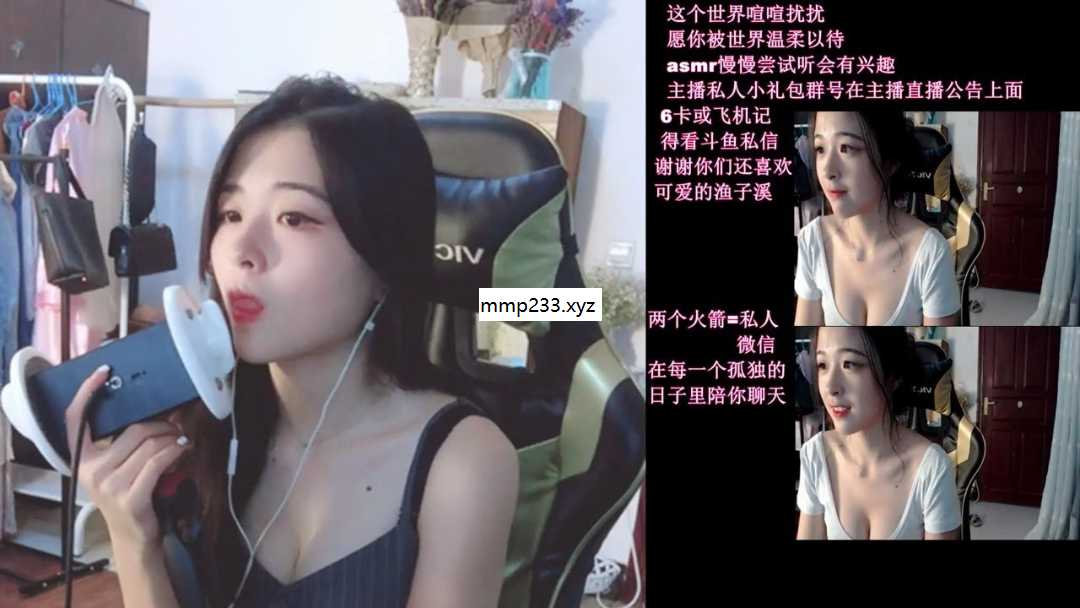 这个世界喧喧扰扰
愿你被世界温柔以待
asmr慢慢尝试听会有兴趣
主播私人小礼包群号在主播直播公告上面
6卡或飞机记
得看斗鱼私信
谢谢你们还喜欢
可爱的渔子溪
VIC
mmp233.xyz
两个火箭=私人
微信
在每一个孤独的
日子里陪你聊天